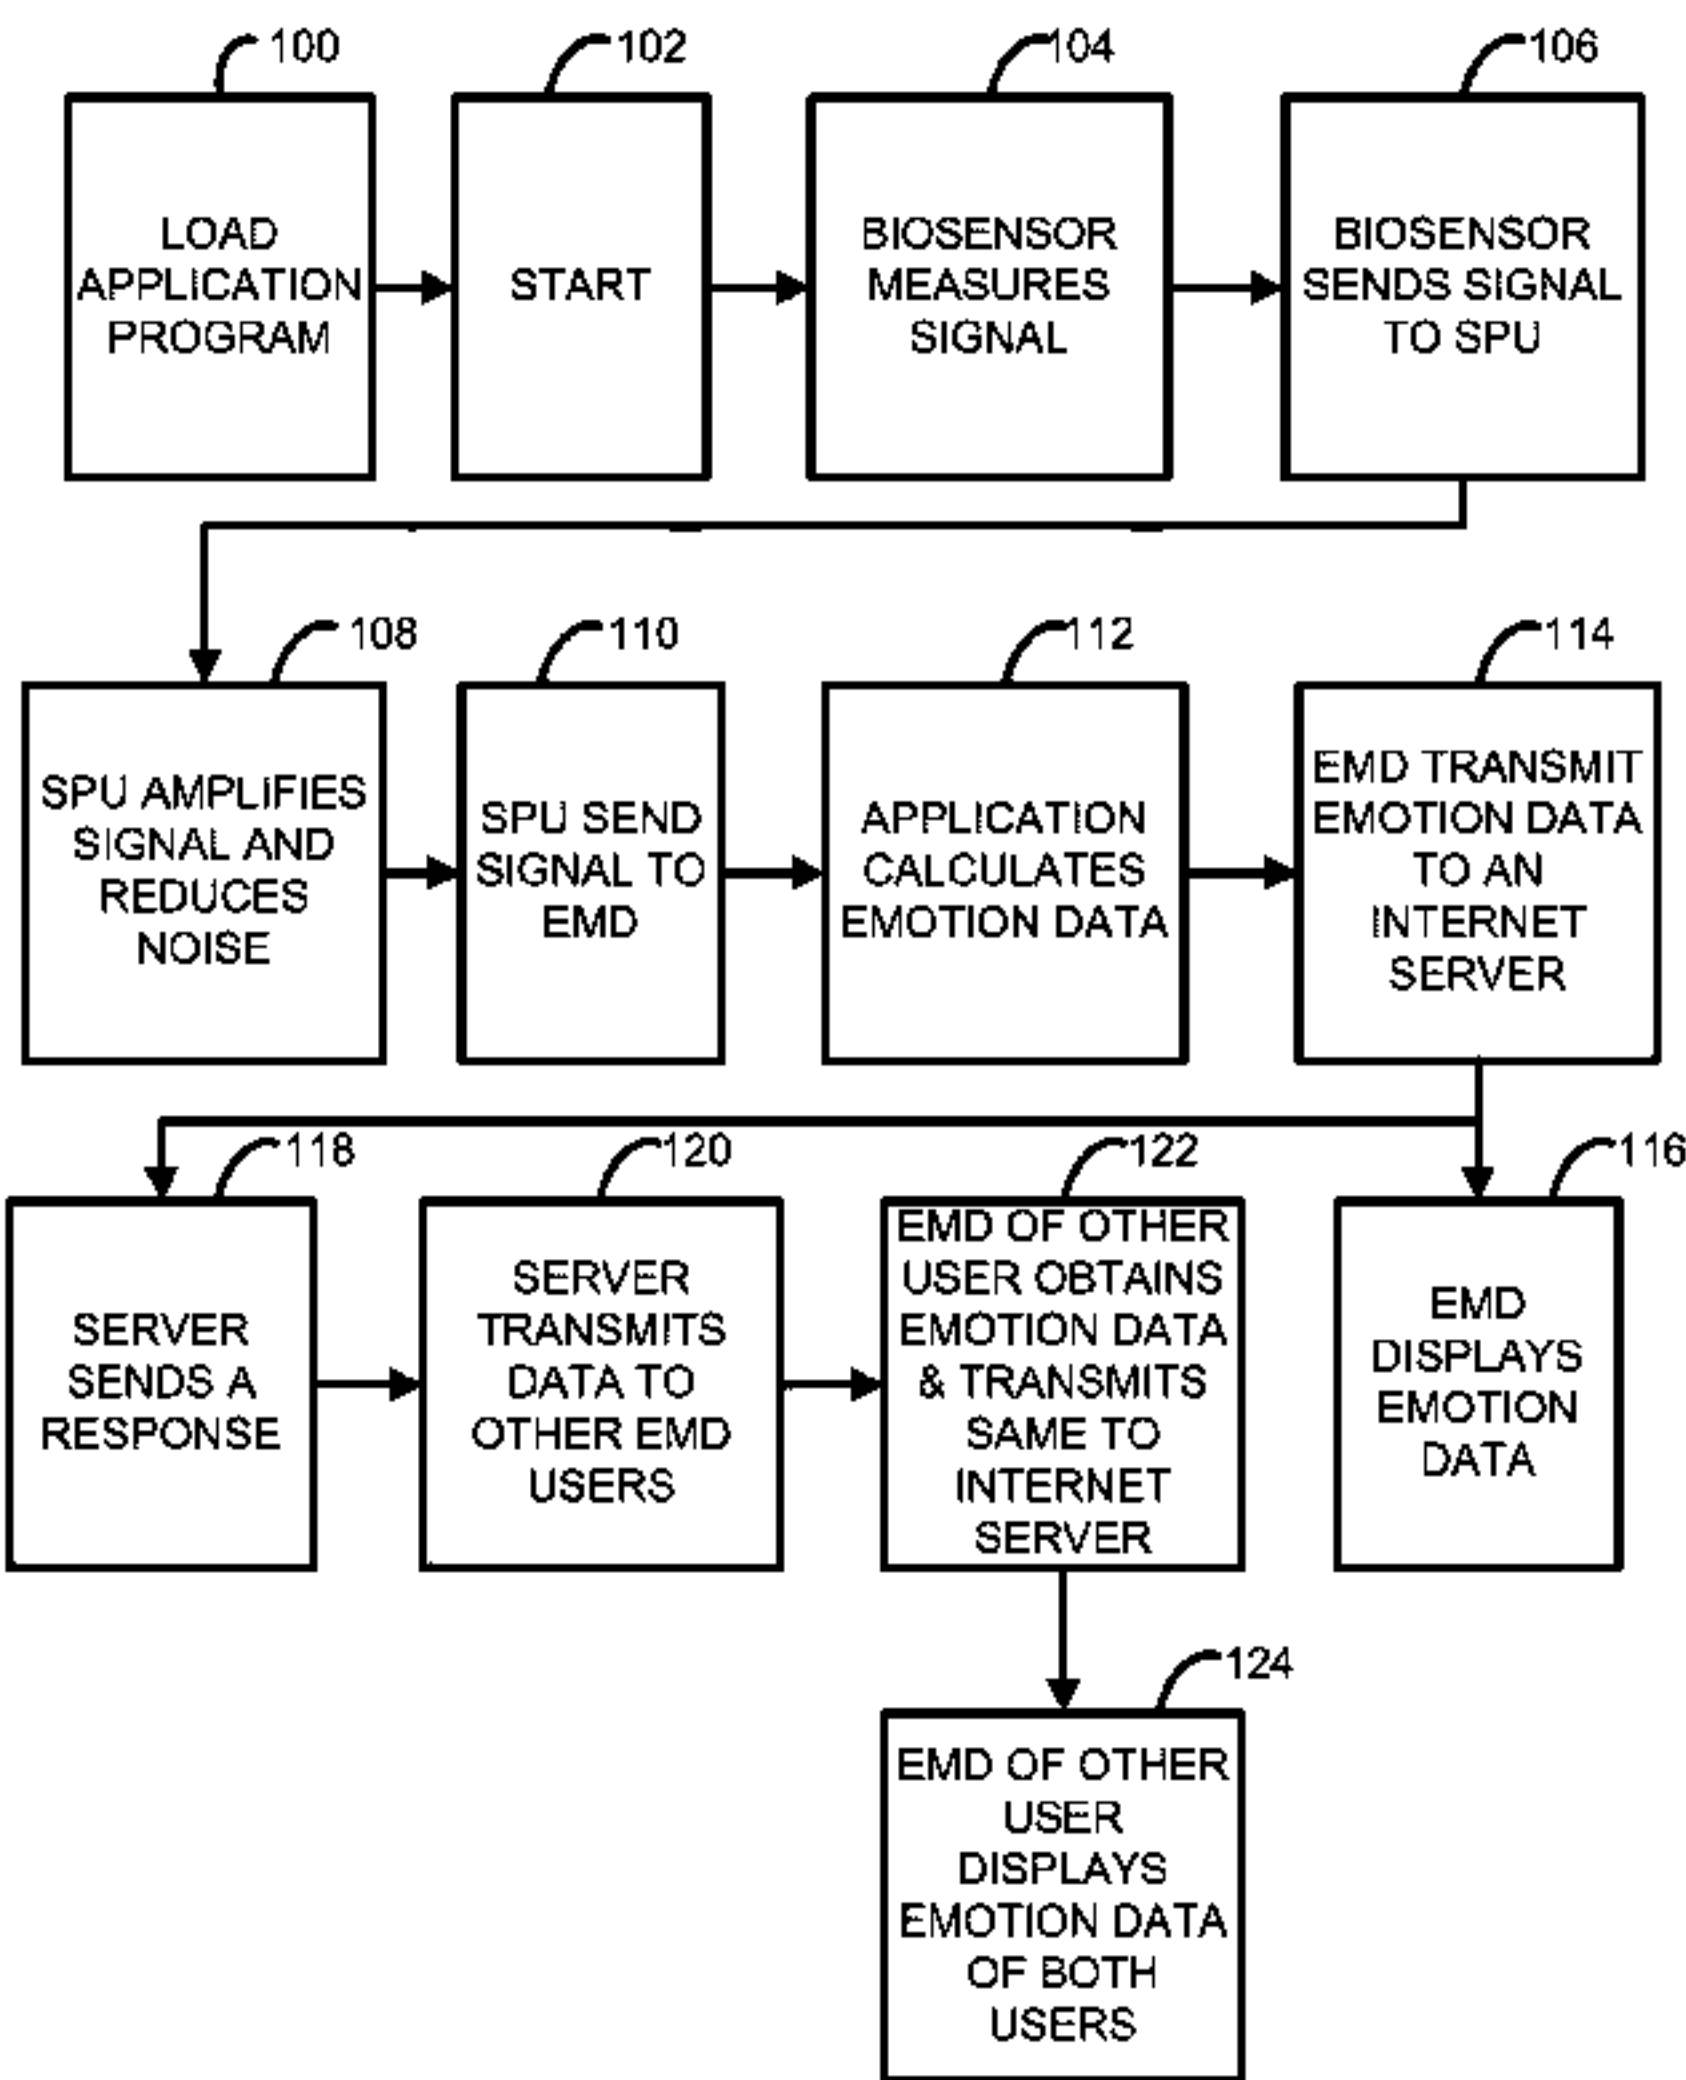 100
102
104
106
LOAD
APPLICATION
PROGRAM
START
BIOSENSOR
MEASURES
SIGNAL
BIOSENSOR
SENDS SIGNAL
TO SPU
108
110
112
114
SPU AMPLIFIES
SIGNAL AND
REDUCES
NOISE
SPU SEND
SIGNAL TO
EMD
APPLICATION
CALCULATES
EMOTION DATA
EMD TRANSMIT
EMOTION DATA
TO AN
INTERNET
SERVER
118
120
122
116
SERVER
SENDS A
RESPONSE
SERVER
TRANSMITS
DATA TO
OTHER EMD
USERS
EMD OF OTHER
USER OBTAINS
EMOTION DATA
& TRANSMITS
SAME TO
INTERNET
SERVER
EMD
DISPLAYS
EMOTION
DATA
124
EMD OF OTHER
USER
DISPLAYS
EMOTION DATA
OF BOTH
USERS